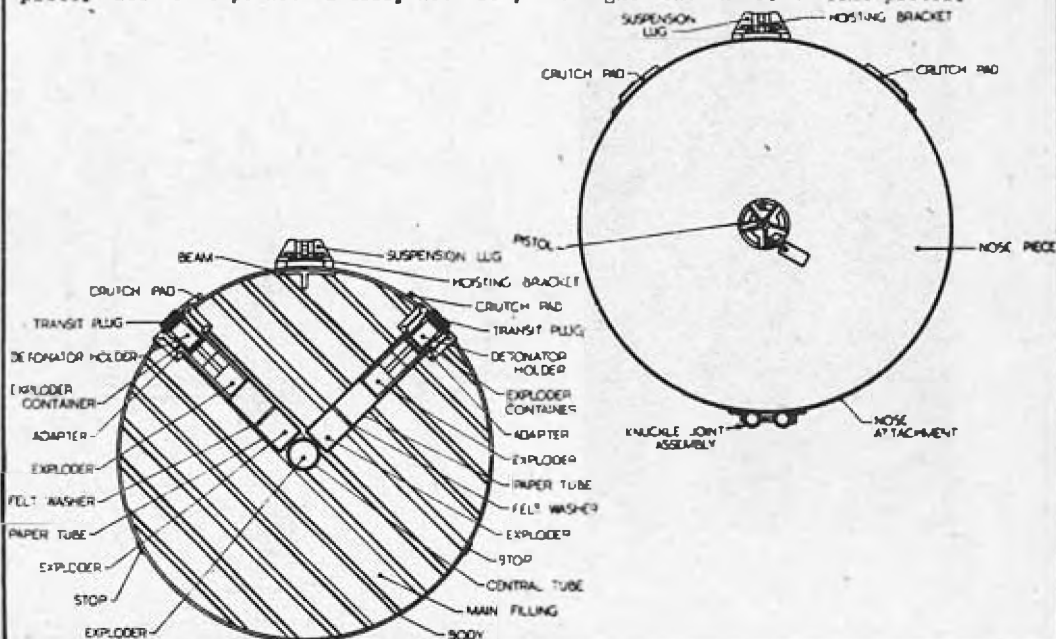 SUSPENSION LUG
HOISTING BRACKET
CRUTCH PAD
CRUTCH PAD
PISTOL
NOSE PIECE
KNUCKLE JOINT ASSEMBLY
NOSE ATTACHMENT
BEAM
SUSPENSION LUG
HOISTING BRACKET
CRUTCH PAD
CRUTCH PAD
TRANSIT PLUG
TRANSIT PLUG
DETONATOR HOLDER
DETONATOR HOLDER
EXPLODER CONTAINER
EXPLODER CONTAINER
ADAPTER
ADAPTER
EXPLODER
EXPLODER
PAPER TUBE
FELT WASHER
FELT WASHER
PAPER TUBE
EXPLODER
EXPLODER
STOP
STOP
CENTRAL TUBE
MAIN FILLING
EXPLODER
BODY